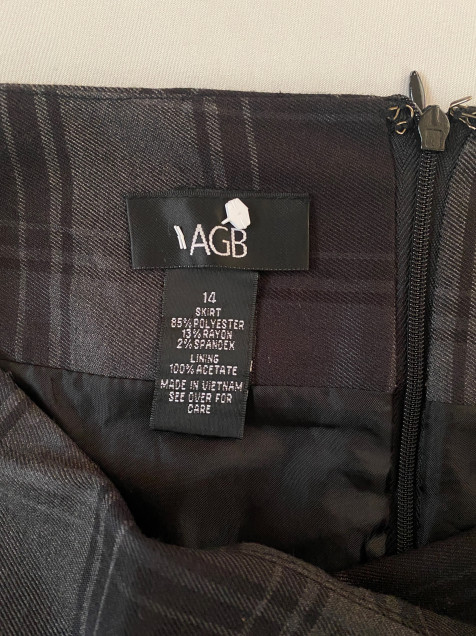 AGB
14
SKIRT
85% POLYESTER
13% RAYON
2% SPANDEX
LINING
100% ACETATE
MADE IN VIETNAM
SEE OVER FOR
CARE